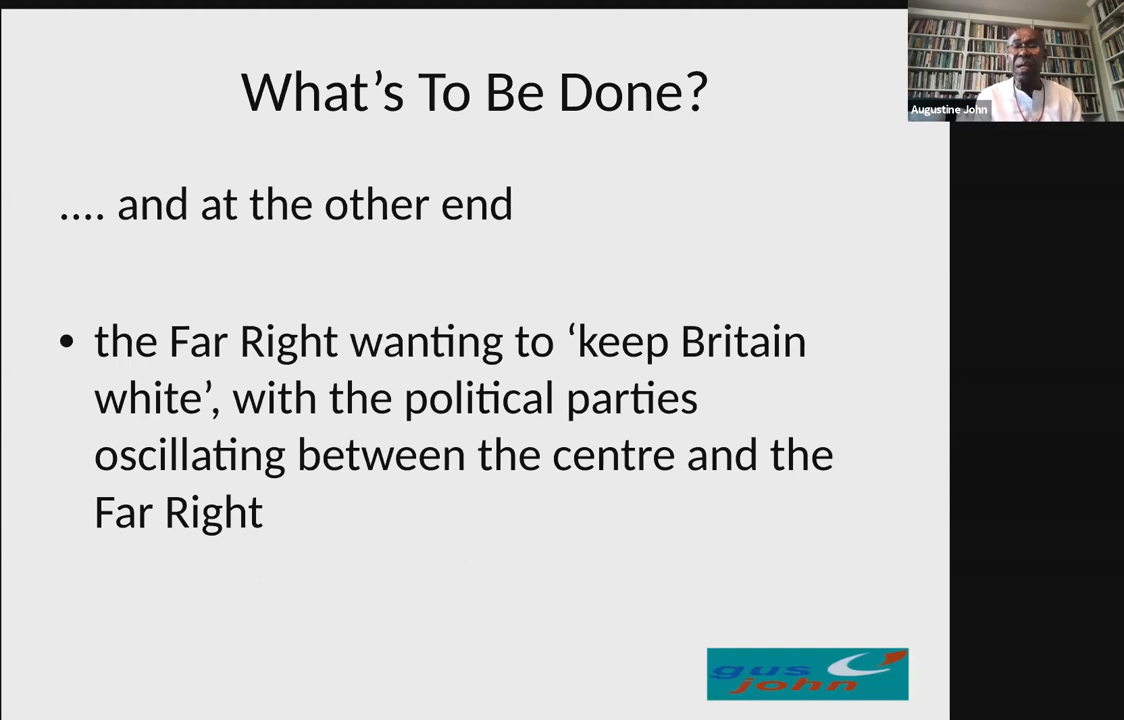 What’s To Be Done?
Augustine John
.... and at the other end
• the Far Right wanting to ‘keep Britain
white’, with the political parties
oscillating between the centre and the
Far Right
gus
john